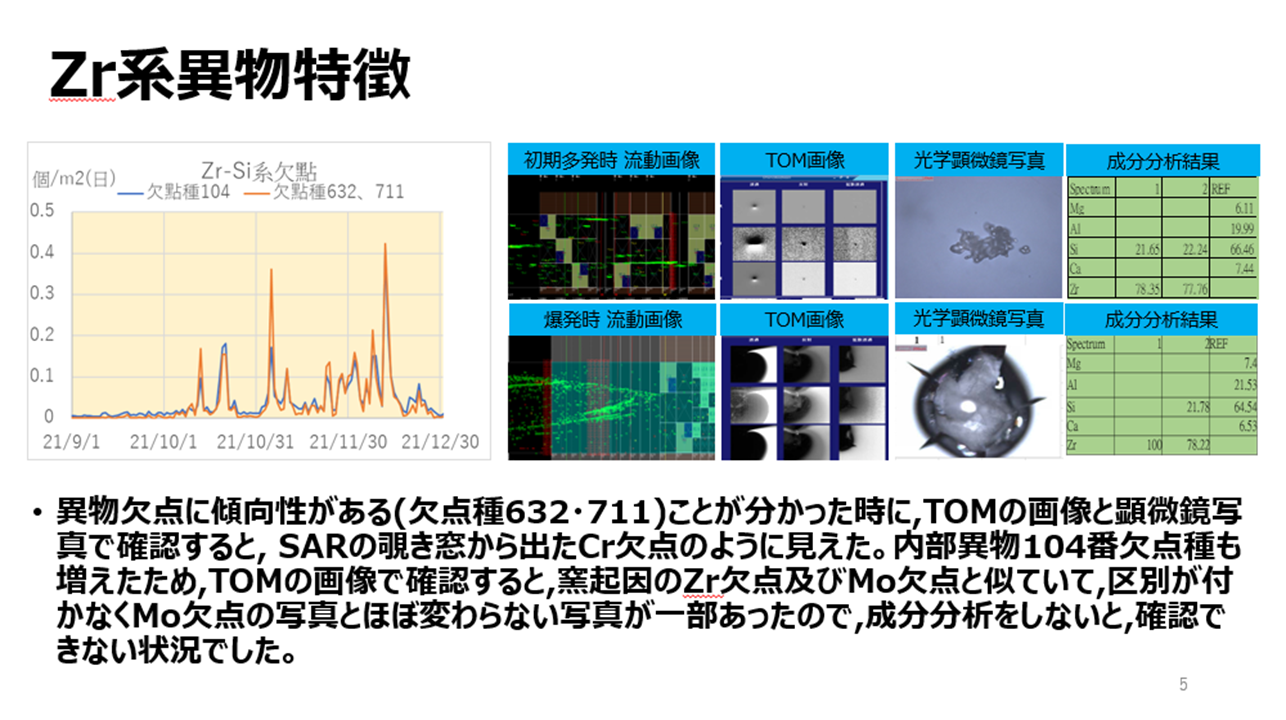 Zr系異物特徴
Zr-Si系欠點
個/m2(日)
欠點種104 欠點種632、711
0.5
0.4
0.3
0.2
0.1
0
21/9/1 21/10/1 21/10/31 21/11/30 21/12/30
初期多発時 流動画像 TOM画像 光学顕微鏡写真 成分分析結果
Spectrum 1 2 REF
Mg 6.11
Al 19.99
Si 21.65 22.24 66.46
Ca 7.44
Zr 78.35 77.76
爆発時 流動画像 TOM画像 光学顕微鏡写真 成分分析結果
Spectrum 1 2REF
Mg 7.4
Al 21.53
Si 21.78 64.54
Ca 6.53
Zr 100 78.22
• 異物欠点に傾向性がある(欠点種632・711)ことが分かった時に,TOMの画像と顕微鏡写
真で確認すると, SARの覗き窓から出たCr欠点のように見えた。内部異物104番欠点種も
増えたため,TOMの画像で確認すると,窯起因のZr欠点及びMo欠点と似ていて,区別が付
かなくMo欠点の写真とほぼ変わらない写真が一部あったので,成分分析をしないと,確認で
きない状況でした。
5